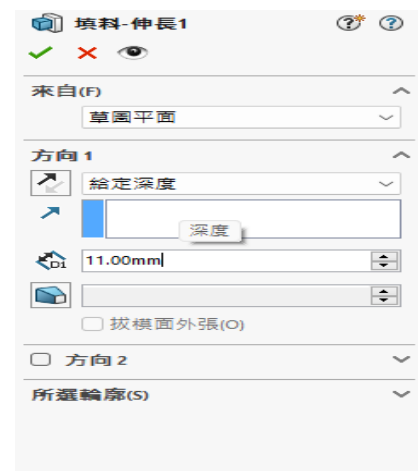 填料-伸長1
來自(F)
草圖平面
方向 1
給定深度
深度
Di
11.00mm
拔模面外張(O)
方向 2
所選輪廓(S)